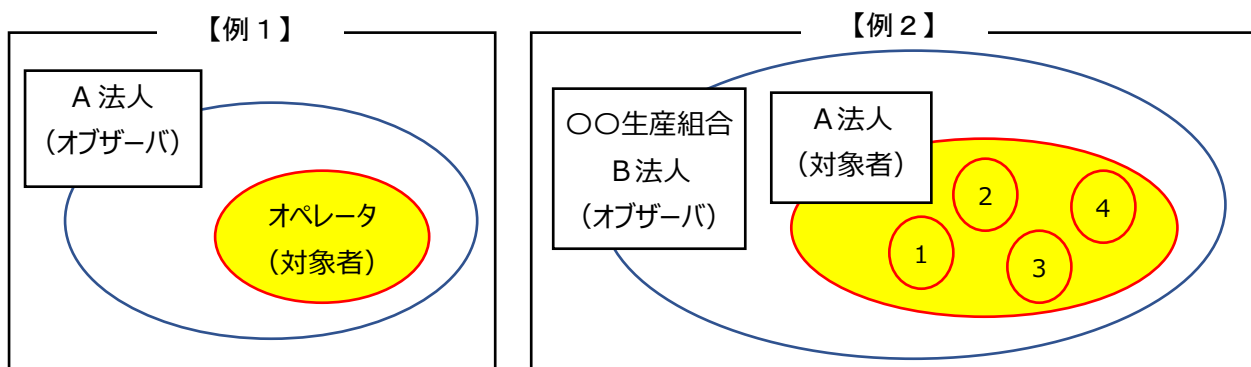 【例１】
Ａ法人
（オブザーバ）
オペレータ
（対象者）
【例２】
〇〇生産組合
Ｂ法人
（オブザーバ）
Ａ法人
（対象者）
1
2
3
4